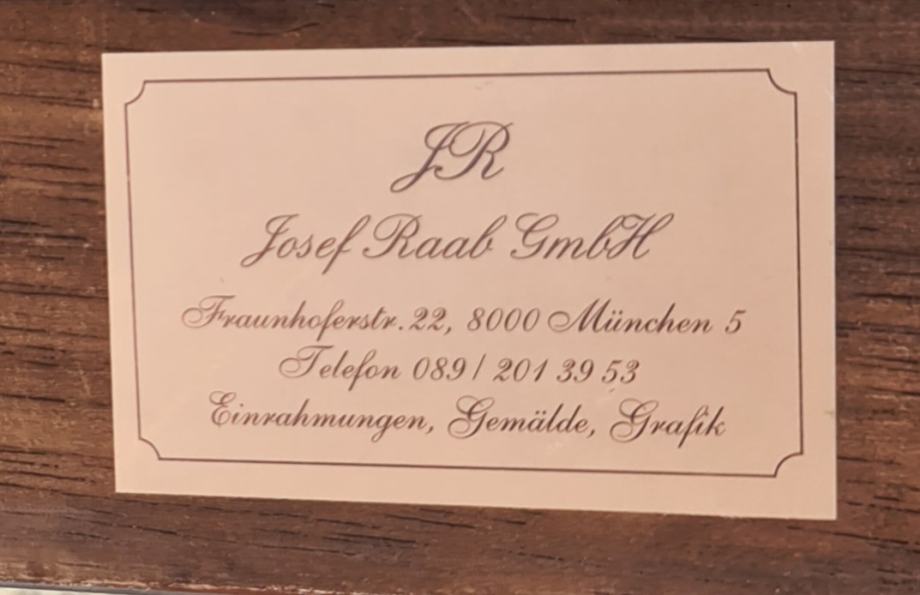 JR
Josef Raab GmbH
Fraunhoferstr. 22, 8000 München 5
Telefon 089 / 201 39 53
Einrahmungen, Gemälde, Grafik